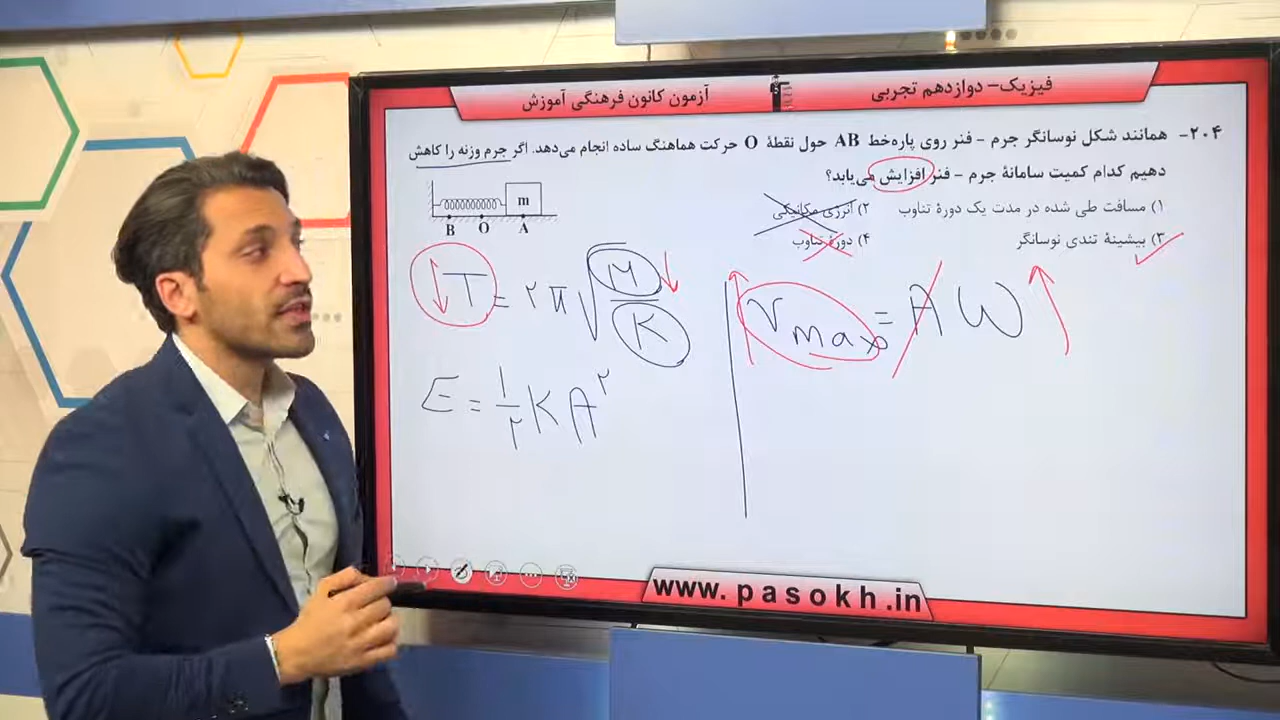 فیزیک- دوازدهم تجربی
آزمون کانون فرهنگی آموزش
۲۰۴- همانند شکل نوسانگر جرم - فنر روی پاره‌خط AB حول نقطهٔ O حرکت هماهنگ ساده انجام می‌دهد. اگر جرم وزنه را کاهش
دهیم کدام کمیت سامانهٔ جرم - فنر افزایش می‌یابد؟
۱) مسافت طی شده در مدت یک دورهٔ تناوب
۲) انرژی مکانیکی
۳) بیشینهٔ تندی نوسانگر
۴) دورهٔ تناوب
m
B O A
↓T = ۲π√(M/K) ↓
↑Vmax = Aω ↑
E = ۱/۲ KA^۲
www.pasokh.in